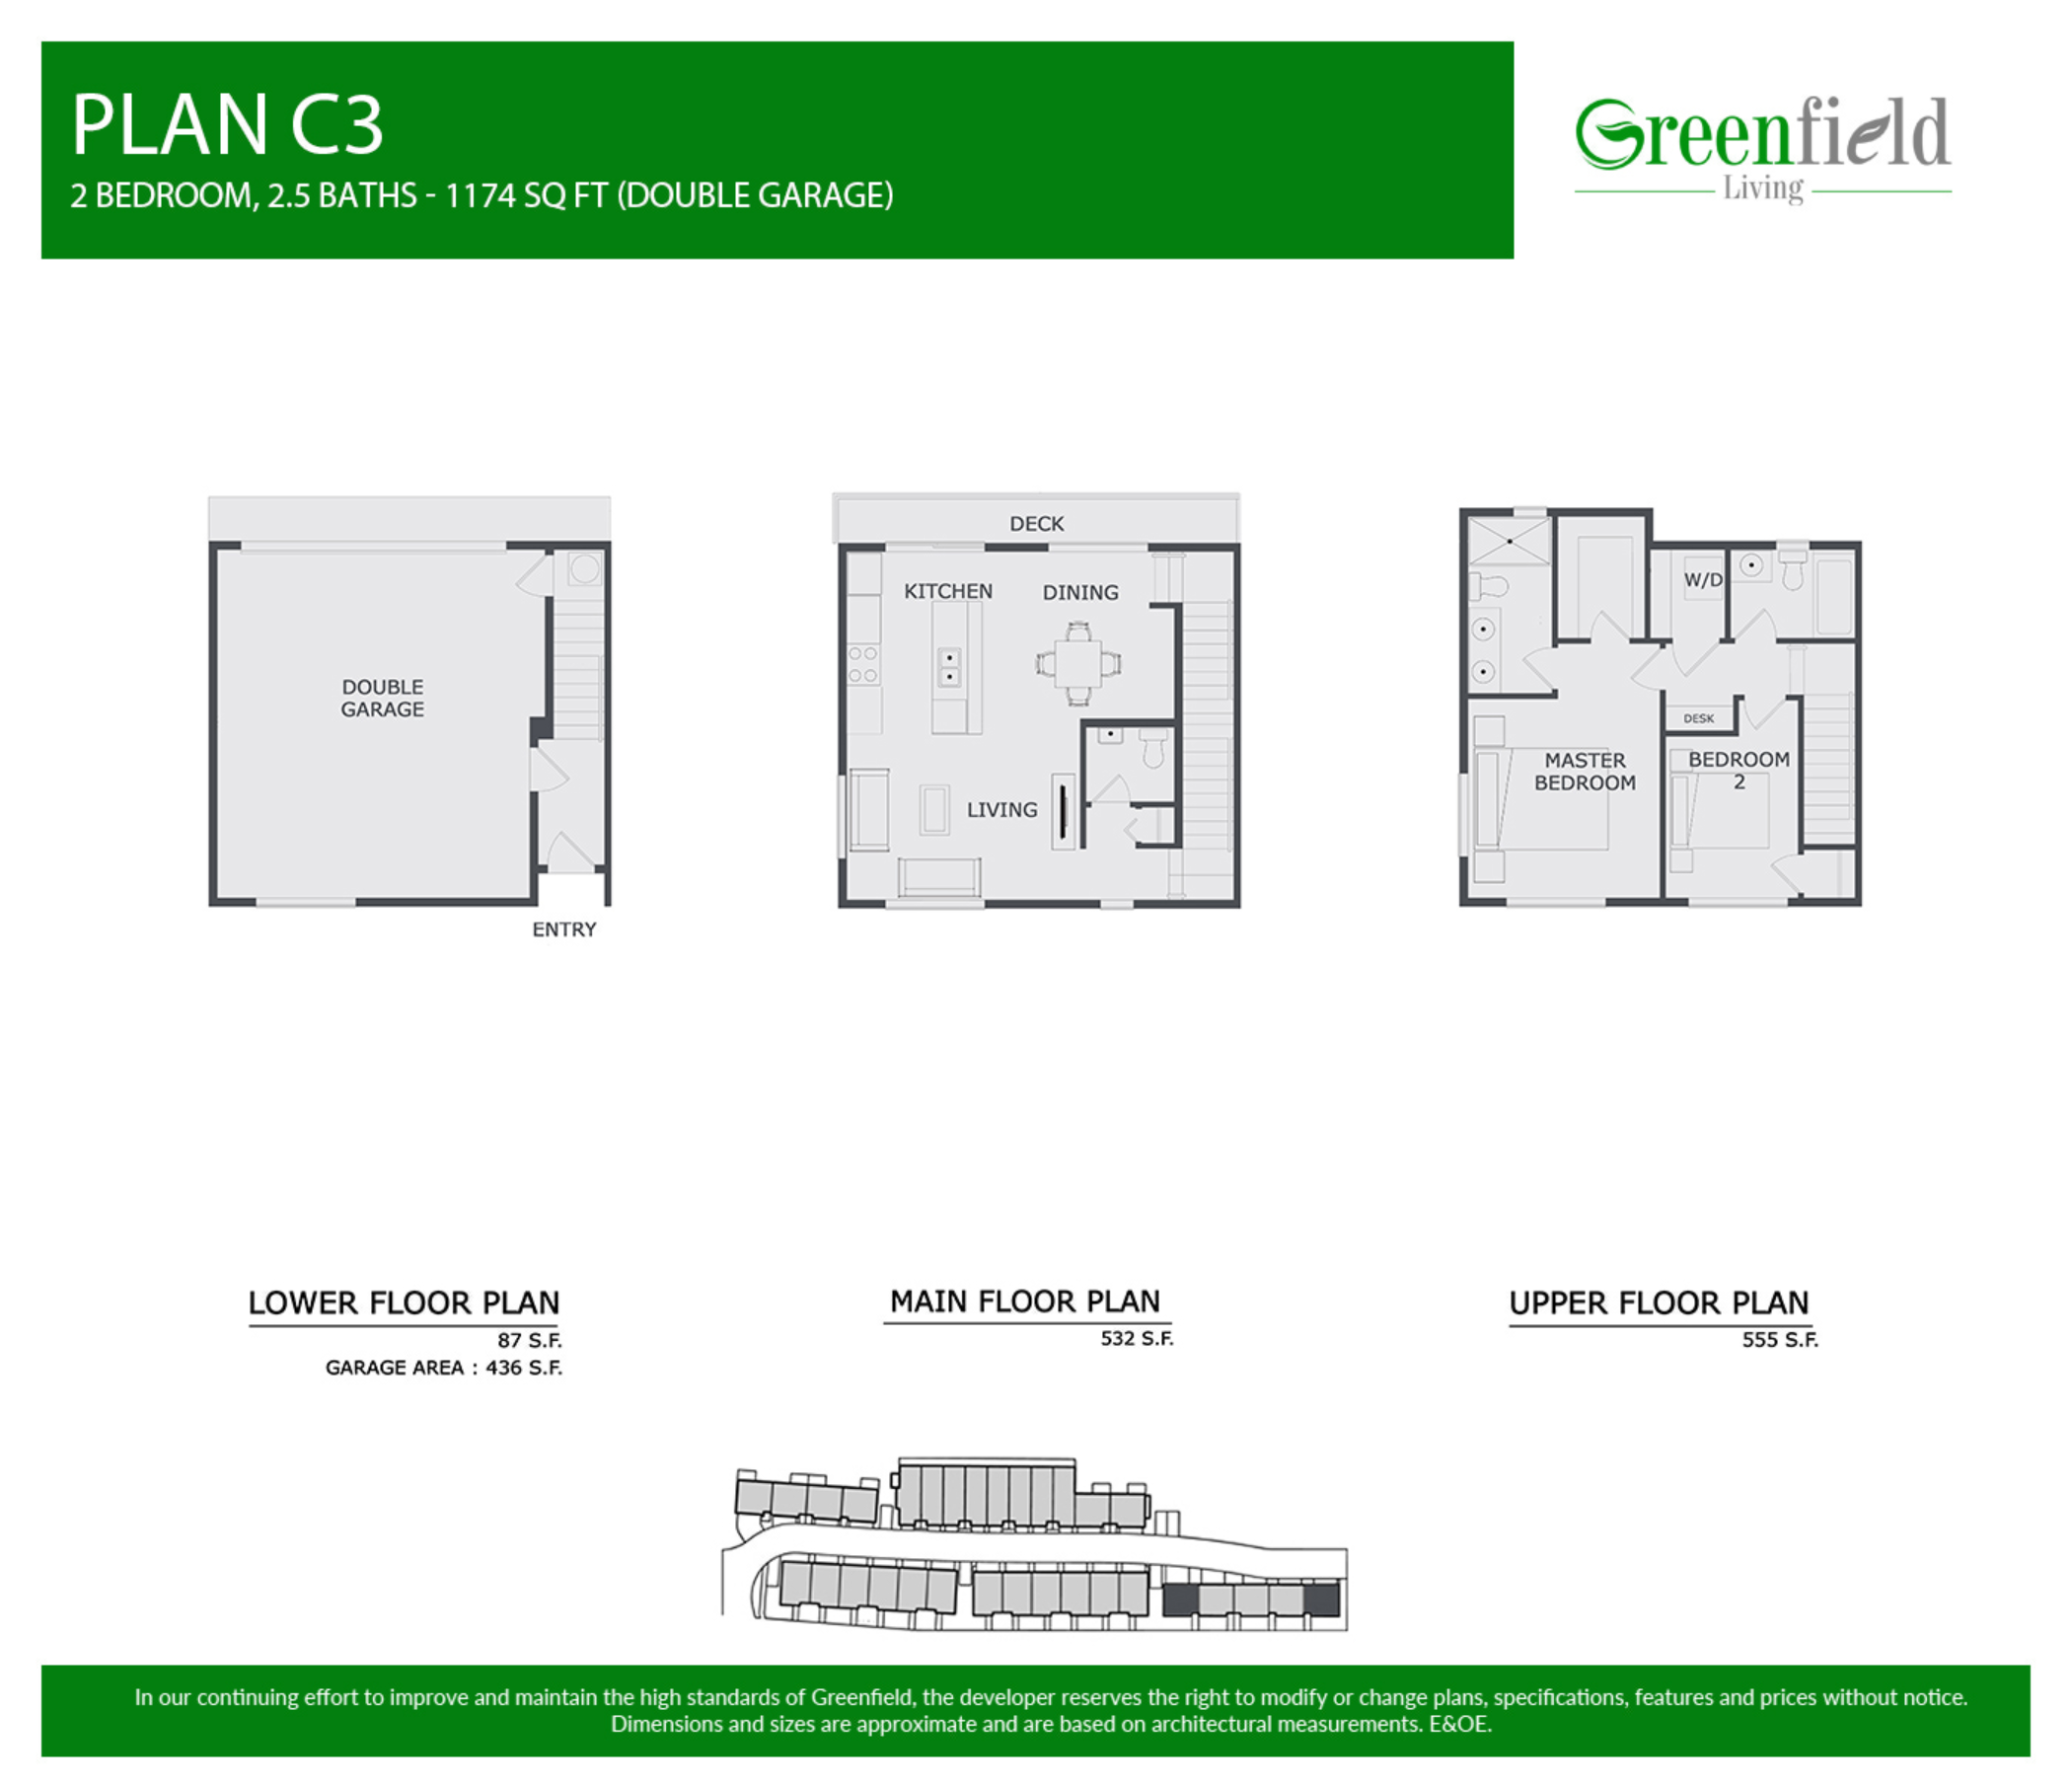 PLAN C3
2 BEDROOM, 2.5 BATHS - 1174 SQ FT (DOUBLE GARAGE)
Greenfield
Living
DOUBLE
GARAGE
ENTRY
DECK
KITCHEN
DINING
LIVING
W/D
DESK
MASTER
BEDROOM
BEDROOM
2
LOWER FLOOR PLAN
87 S.F.
GARAGE AREA : 436 S.F.
MAIN FLOOR PLAN
532 S.F.
UPPER FLOOR PLAN
555 S.F.
In our continuing effort to improve and maintain the high standards of Greenfield, the developer reserves the right to modify or change plans, specifications, features and prices without notice.
Dimensions and sizes are approximate and are based on architectural measurements. E&OE.